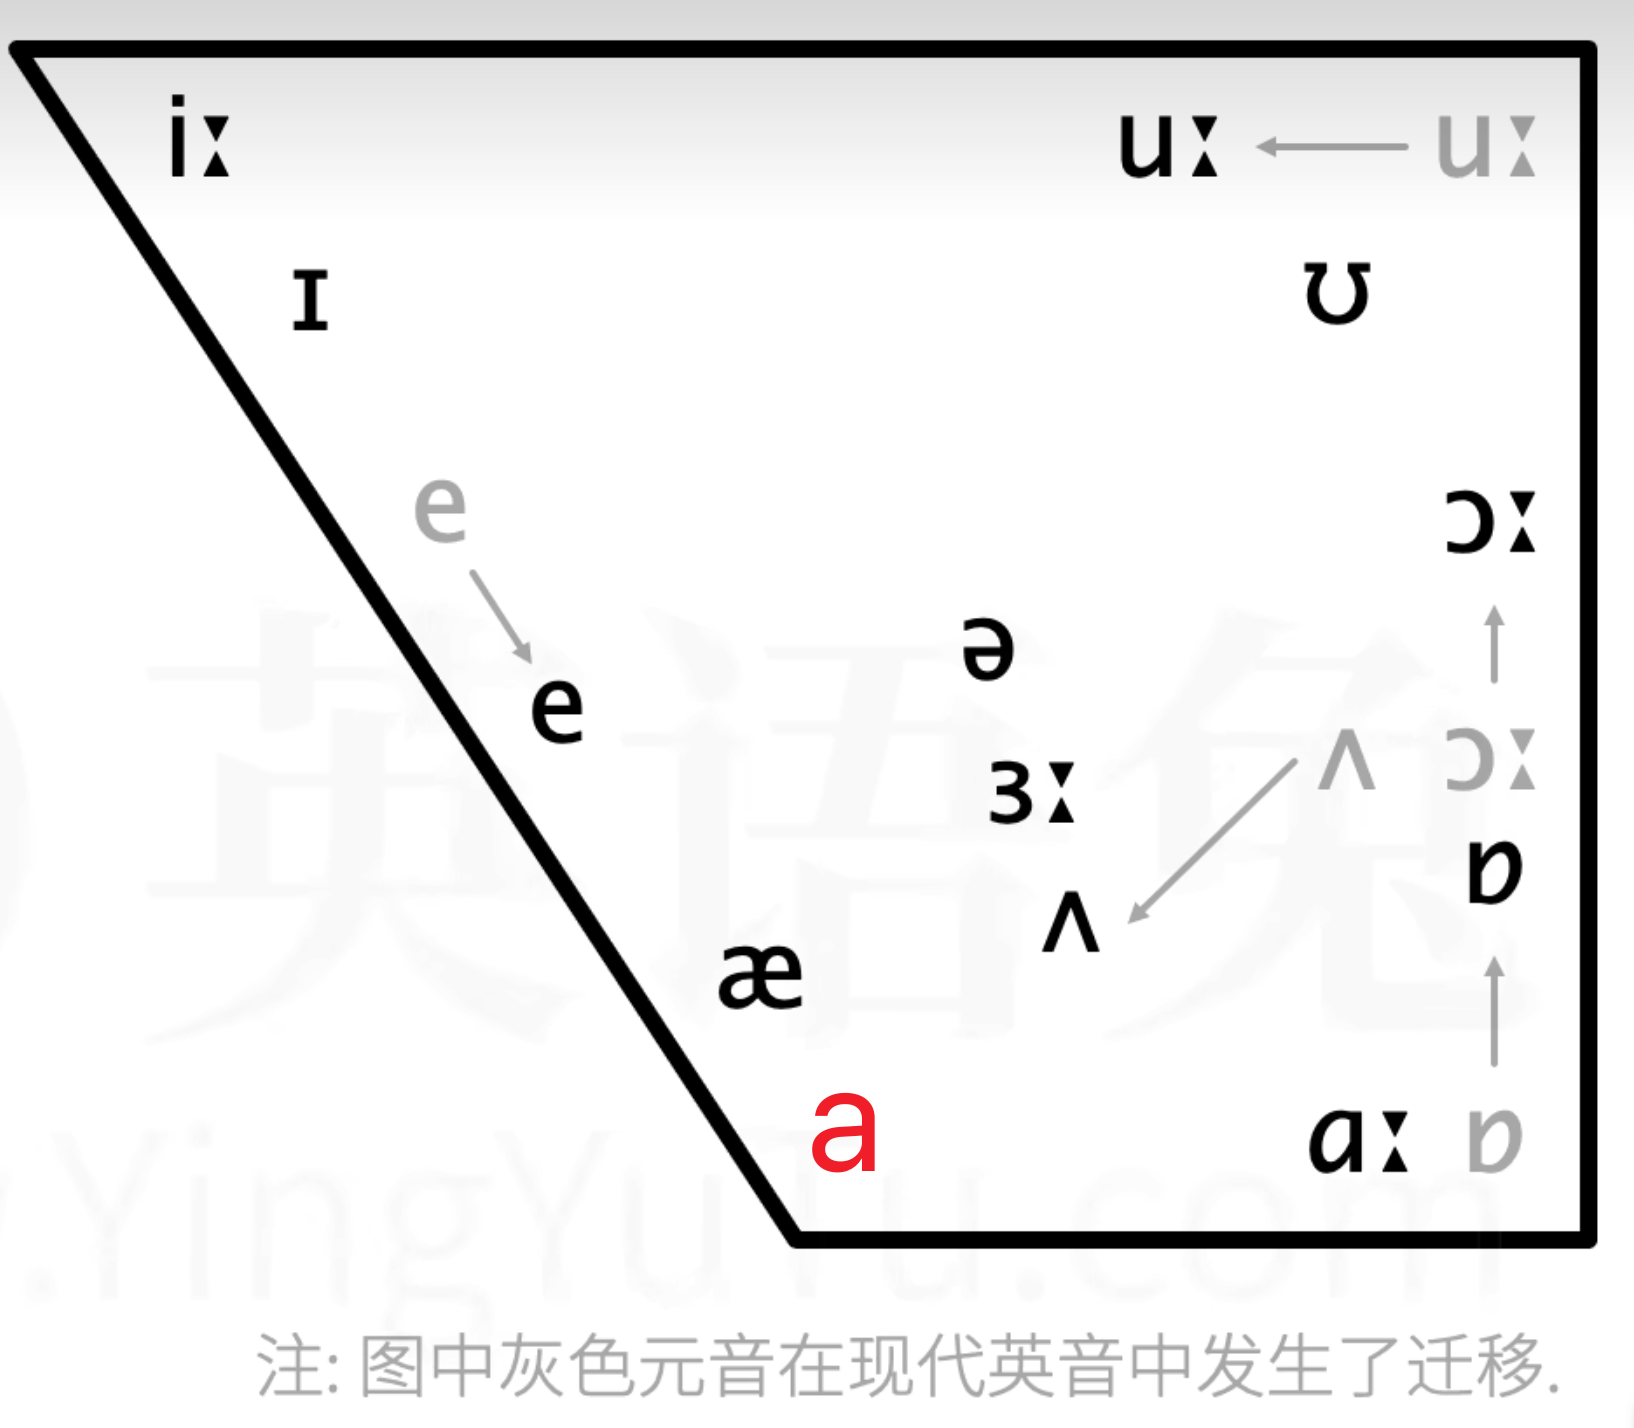 iː uː uː
ɪ ʊ
e ɔː
ə
e
ɜː ʌ ɔː
ɒ
ʌ
æ
a ɑː ɒ
英语兔
.YingYuTu.com
注: 图中灰色元音在现代英音中发生了迁移.